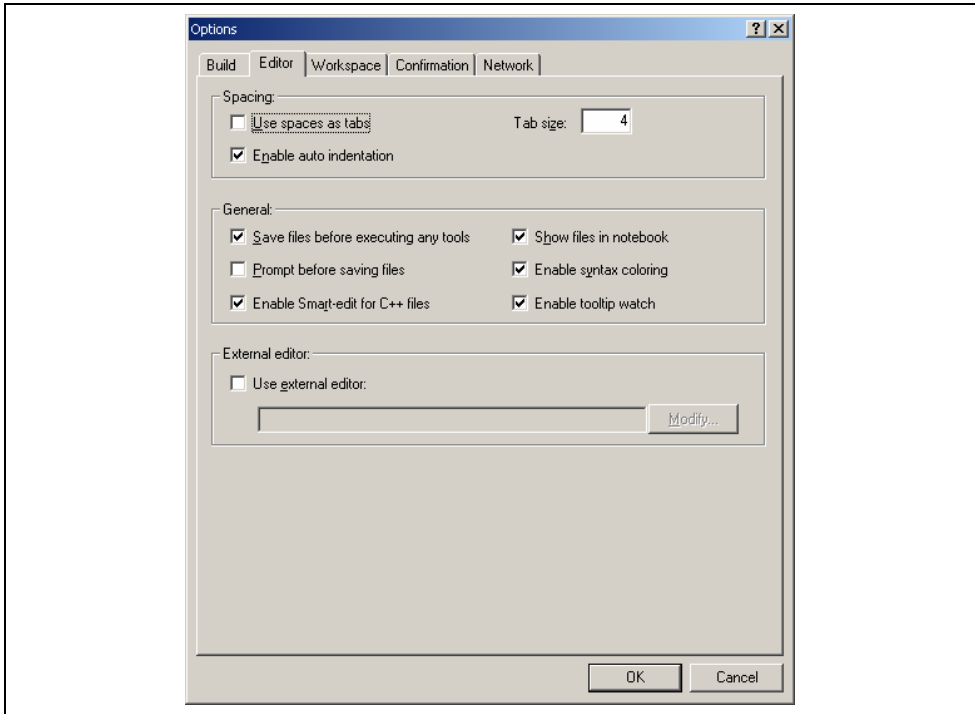 Options
Build Editor Workspace Confirmation Network
Spacing:
Use spaces as tabs Tab size: 4
Enable auto indentation
General:
Save files before executing any tools Show files in notebook
Prompt before saving files Enable syntax coloring
Enable Smart-edit for C++ files Enable tooltip watch
External editor:
Use external editor:
Modify...
OK Cancel